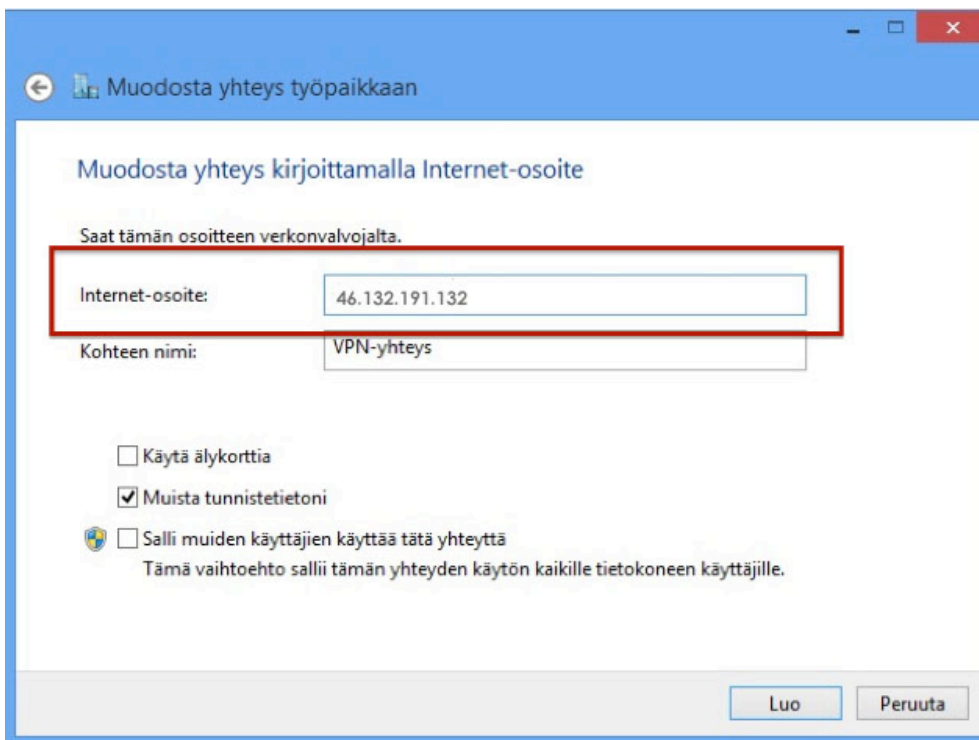 Muodosta yhteys työpaikkaan
Muodosta yhteys kirjoittamalla Internet-osoite
Saat tämän osoitteen verkonvalvojalta.
Internet-osoite: 46.132.191.132
Kohteen nimi: VPN-yhteys
Käytä älykorttia
Muista tunnistetietoni
Salli muiden käyttäjien käyttää tätä yhteyttä
Tämä vaihtoehto sallii tämän yhteyden käytön kaikille tietokoneen käyttäjille.
Luo Peruuta